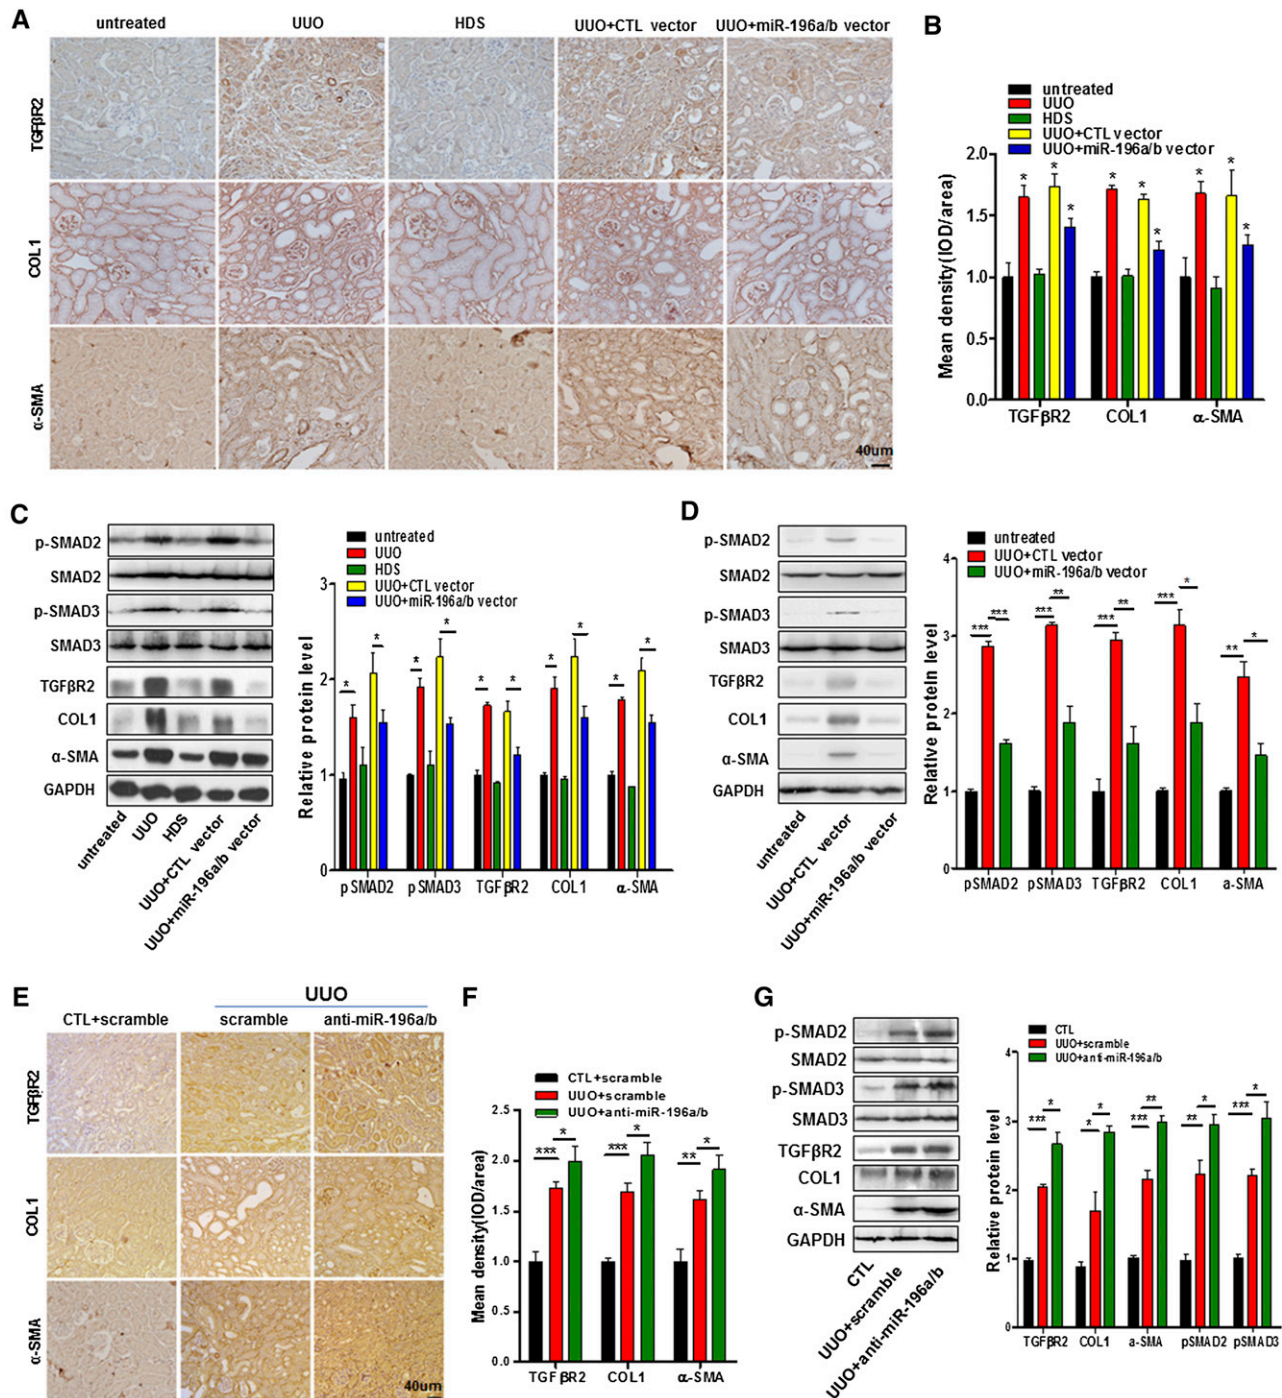 A
untreated
UUO
HDS
UUO+CTL vector
UUO+miR-196a/b vector
TGFβR2
COL1
α-SMA
40um
B
untreated
UUO
HDS
UUO+CTL vector
UUO+miR-196a/b vector
Mean density(IOD/area)
2.0
1.5
1.0
0.5
0.0
* * * * * * * * *
TGFβR2
COL1
α-SMA
C
p-SMAD2
SMAD2
p-SMAD3
SMAD3
TGFβR2
COL1
α-SMA
GAPDH
untreated
UUO
HDS
UUO+CTL vector
UUO+miR-196a/b vector
untreated
UUO
HDS
UUO+CTL vector
UUO+miR-196a/b vector
Relative protein level
3
2
1
0
* * * * * * * * * *
pSMAD2
pSMAD3
TGFβR2
COL1
α-SMA
D
p-SMAD2
SMAD2
p-SMAD3
SMAD3
TGFβR2
COL1
α-SMA
GAPDH
untreated
UUO+CTL vector
UUO+miR-196a/b vector
untreated
UUO+CTL vector
UUO+miR-196a/b vector
Relative protein level
4
3
2
1
0
*** *** *** ** *** ** *** * ** *
pSMAD2
pSMAD3
TGFβR2
COL1
a-SMA
E
UUO
CTL+scramble
scramble
anti-miR-196a/b
TGFβR2
COL1
α-SMA
40um
F
CTL+scramble
UUO+scramble
UUO+anti-miR-196a/b
Mean density(IOD/area)
2.5
2.0
1.5
1.0
0.5
0.0
*** * *** * ** *
TGFβR2
COL1
α-SMA
G
p-SMAD2
SMAD2
p-SMAD3
SMAD3
TGFβR2
COL1
α-SMA
GAPDH
CTL
UUO+scramble
UUO+anti-miR-196a/b
CTL
UUO+scramble
UUO+anti-miR-196a/b
Relative protein level
4
3
2
1
0
*** * * * *** ** ** * *** *
TGFβR2
COL1
a-SMA
pSMAD2
pSMAD3